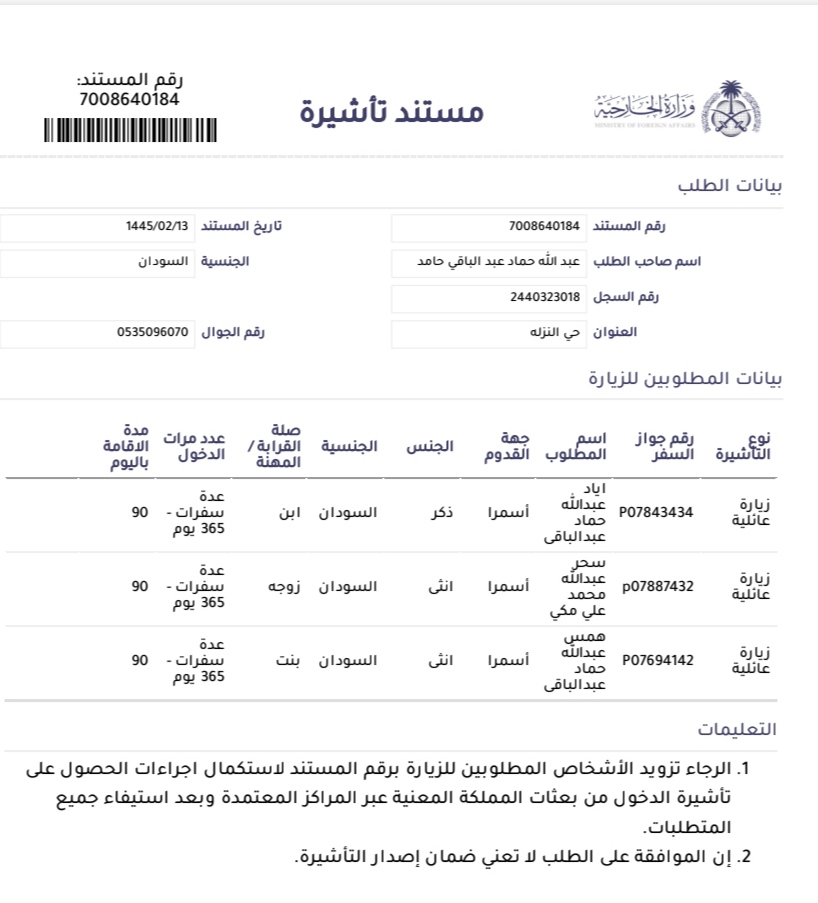 رقم المستند:
7008640184
مستند تأشيرة
وزارة الخارجية
MINISTRY OF FOREIGN AFFAIRS
بيانات الطلب
رقم المستند 7008640184 تاريخ المستند 1445/02/13
اسم صاحب الطلب عبد الله حماد عبد الباقي حامد الجنسية السودان
رقم السجل 2440323018
العنوان حي النزله رقم الجوال 0535096070
بيانات المطلوبين للزيارة
نوع التأشيرة رقم جواز السفر اسم المطلوب جهة القدوم الجنس الجنسية صلة القرابة/ المهنة عدد مرات الدخول مدة الاقامة باليوم
زيارة عائلية P07843434 اياد عبدالله حماد عبدالباقى أسمرا ذكر السودان ابن عدة سفرات - 365 يوم 90
زيارة عائلية p07887432 سحر عبدالله محمد علي مكي أسمرا انثى السودان زوجه عدة سفرات - 365 يوم 90
زيارة عائلية P07694142 همس عبدالله حماد عبدالباقى أسمرا انثى السودان بنت عدة سفرات - 365 يوم 90
التعليمات
1. الرجاء تزويد الأشخاص المطلوبين للزيارة برقم المستند لاستكمال اجراءات الحصول على
تأشيرة الدخول من بعثات المملكة المعنية عبر المراكز المعتمدة وبعد استيفاء جميع
المتطلبات.
2. إن الموافقة على الطلب لا تعني ضمان إصدار التأشيرة.